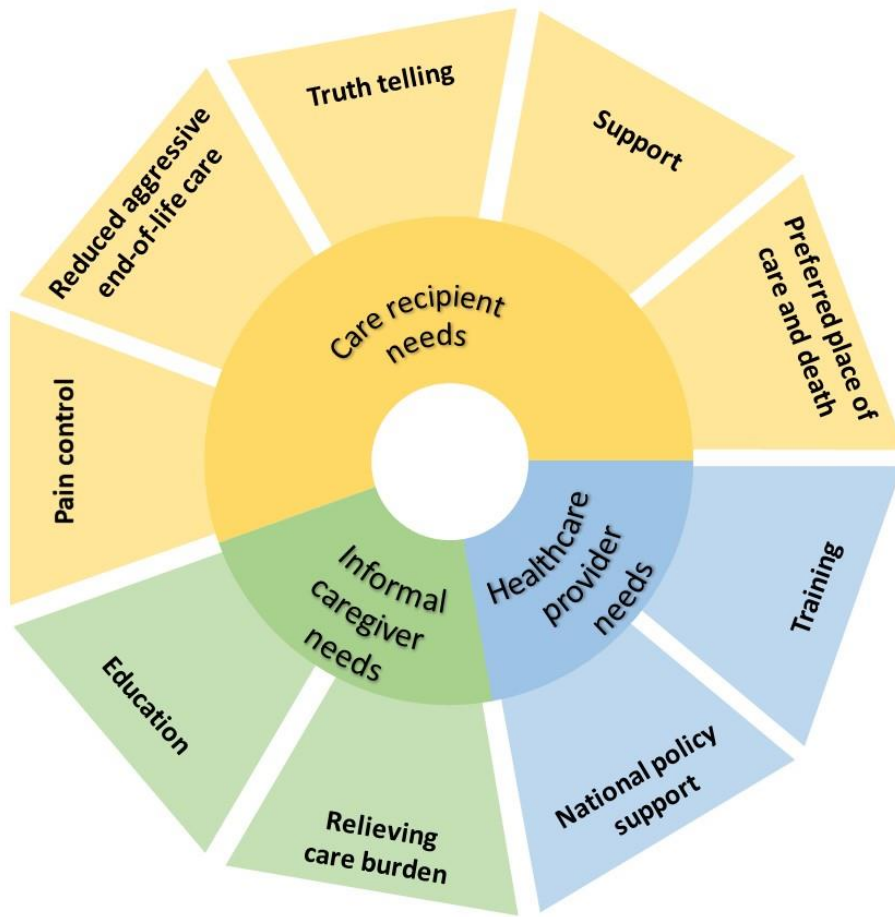 Truth telling
Support
Reduced aggressive
end-of-life care
Preferred place of
care and death
Care recipient
needs
Pain control
Informal
caregiver
needs
Healthcare
provider
needs
Training
Education
National policy
support
Relieving
care burden